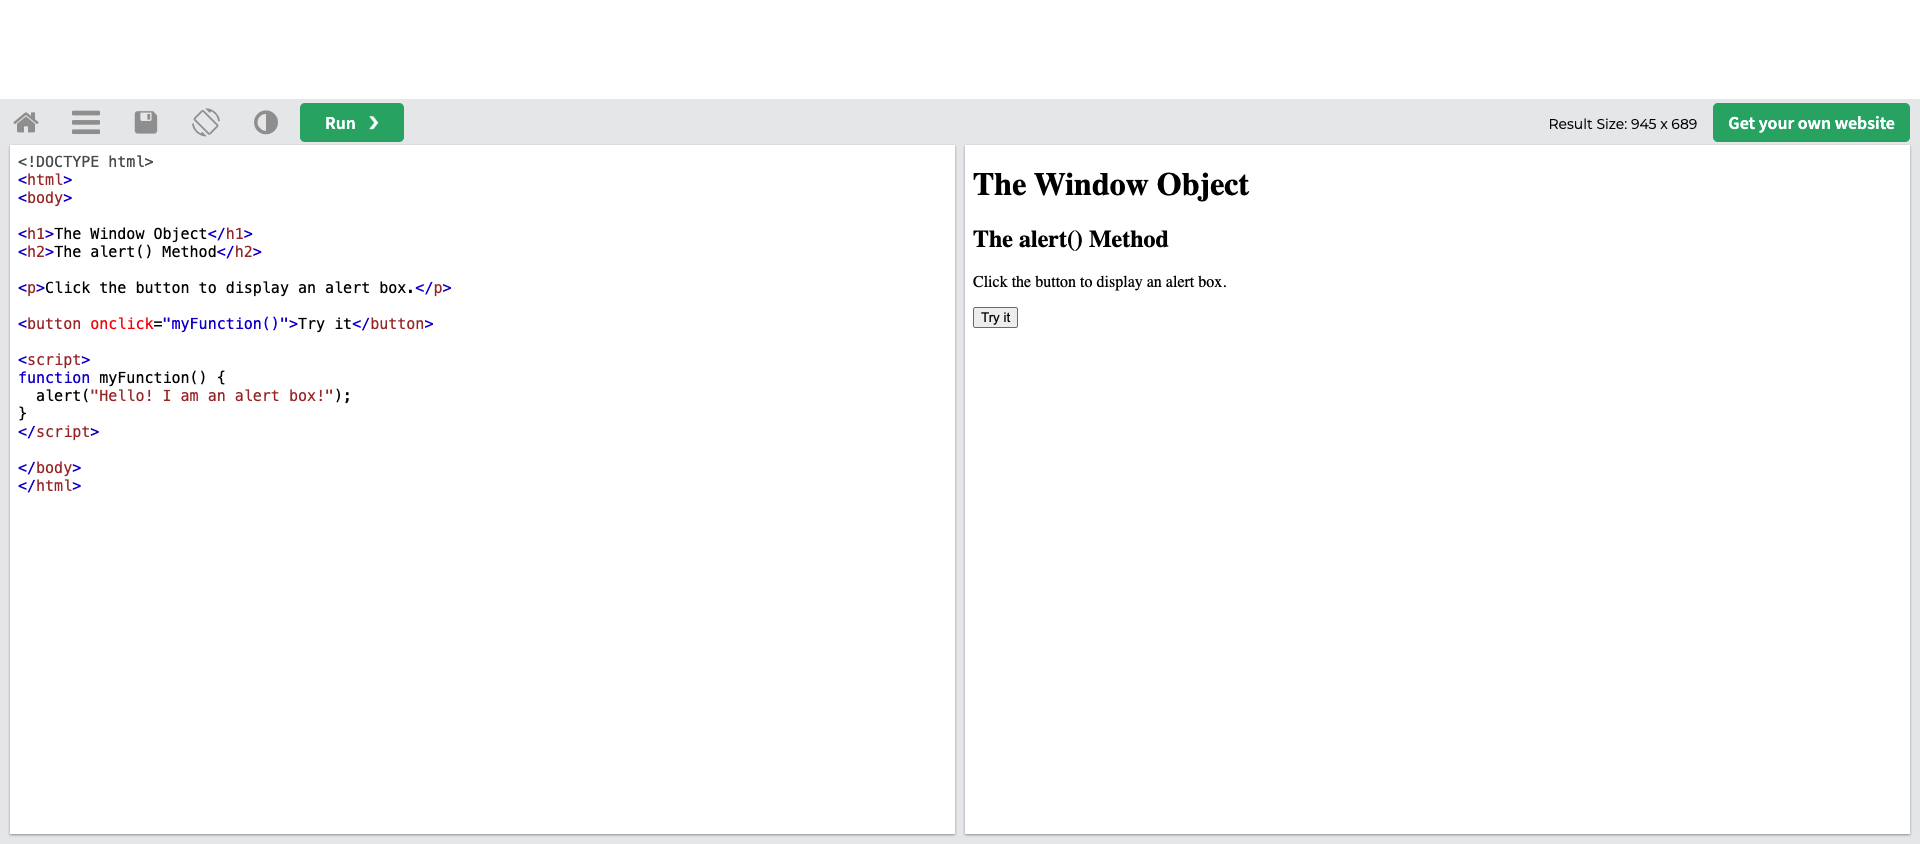 Run ❯
Result Size: 945 x 689
Get your own website
<!DOCTYPE html>
<html>
<body>

<h1>The Window Object</h1>
<h2>The alert() Method</h2>

<p>Click the button to display an alert box.</p>

<button onclick="myFunction()">Try it</button>

<script>
function myFunction() {
  alert("Hello! I am an alert box!");
}
</script>

</body>
</html>
The Window Object
The alert() Method
Click the button to display an alert box.
Try it